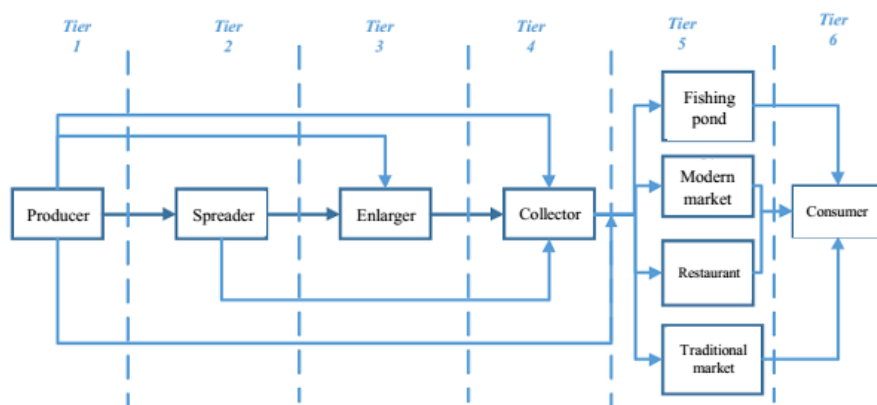 Tier
1
Tier
2
Tier
3
Tier
4
Tier
5
Tier
6
Fishing
pond
Modern
market
Producer
Spreader
Enlarger
Collector
Consumer
Restaurant
Traditional
market